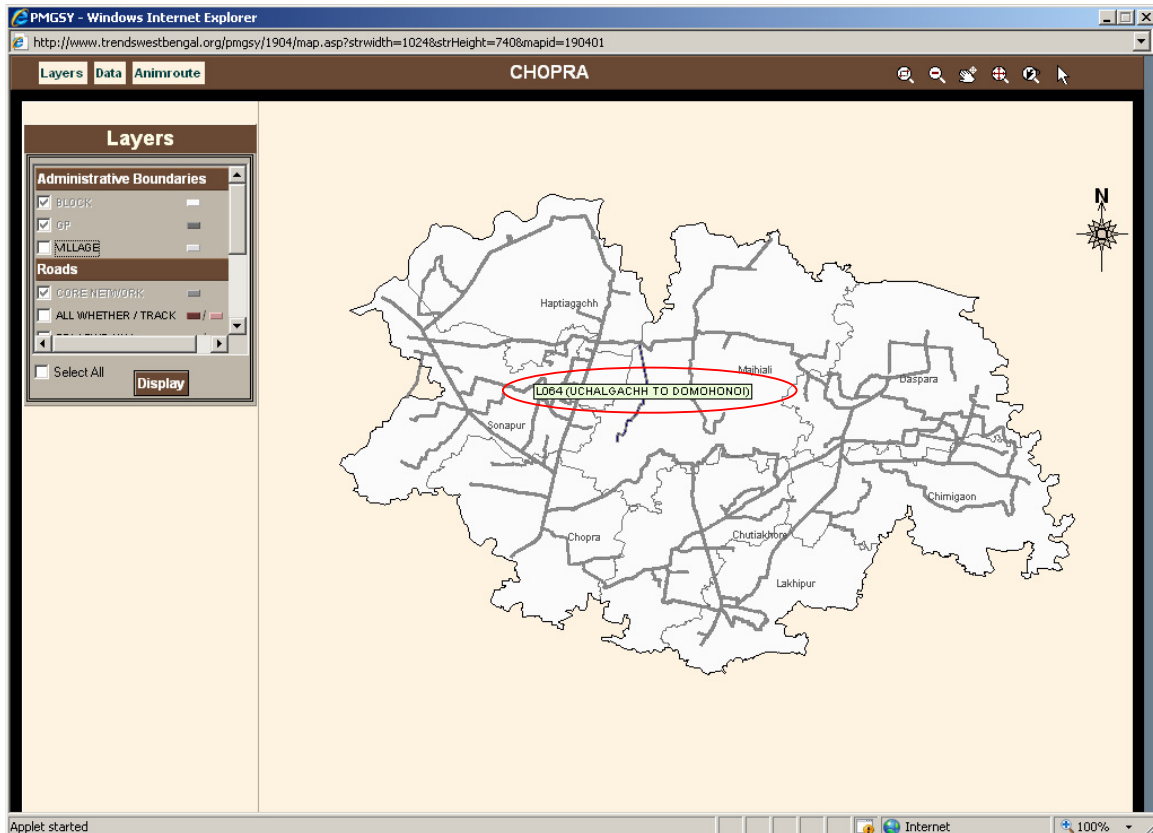 PMGSY - Windows Internet Explorer
http://www.trendswestbengal.org/pmgsy/1904/map.asp?strwidth=1024&strHeight=740&mapid=190401
Layers Data Animroute CHOPRA
Layers
Administrative Boundaries
BLOCK
GP
VILLAGE
Roads
CORE NETWORK
ALL WHETHER / TRACK /
Select All
Display
N
Haptiagachh
Majhiali
Daspara
L064 (UCHALGACHH TO DOMOHONOI)
Sonapur
Chirnigaon
Chopra
Chutiakhore
Lakhipur
Applet started Internet 100%